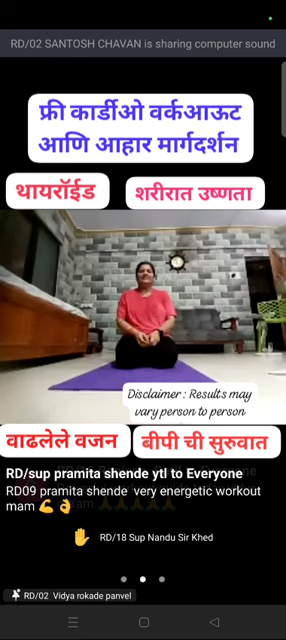 RD/02 SANTOSH CHAVAN is sharing computer sound
फ्री कार्डीओ वर्कआऊट
आणि आहार मार्गदर्शन
थायरॉईड
शरीरात उष्णता
Disclaimer : Results may
vary person to person
वाढलेले वजन
बीपी ची सुरुवात
RD/sup pramita shende ytl to Everyone
RD09 pramita shende very energetic workout
mam 💪👌
✋ RD/18 Sup Nandu Sir Khed
RD/02 Vidya rokade panvel